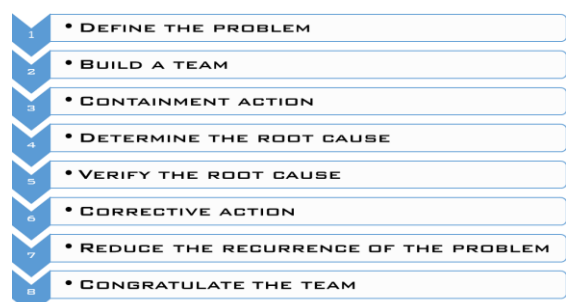 1 • DEFINE THE PROBLEM
2 • BUILD A TEAM
3 • CONTAINMENT ACTION
4 • DETERMINE THE ROOT CAUSE
5 • VERIFY THE ROOT CAUSE
6 • CORRECTIVE ACTION
7 • REDUCE THE RECURRENCE OF THE PROBLEM
8 • CONGRATULATE THE TEAM